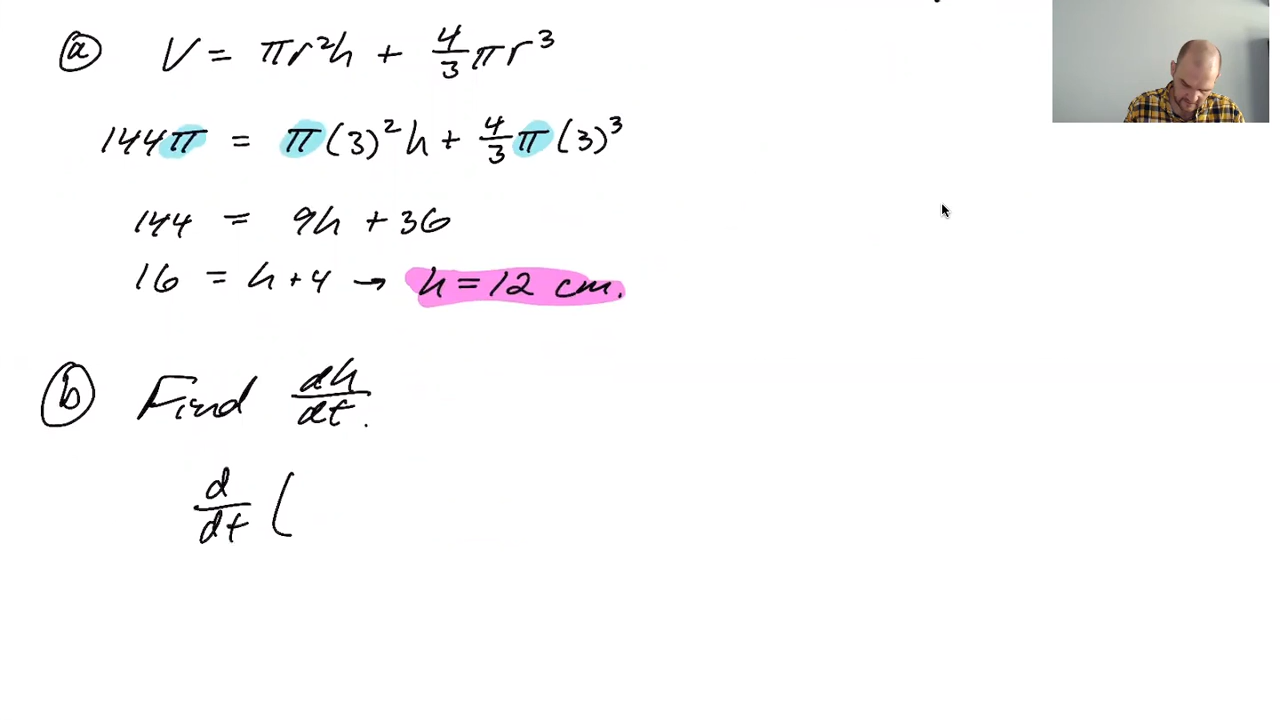 ⓐ V = πr²h + 4/3 πr³
144π = π(3)²h + 4/3 π(3)³
144 = 9h + 36
16 = h + 4 → h = 12 cm.
ⓑ Find dh/dt.
d/dt (